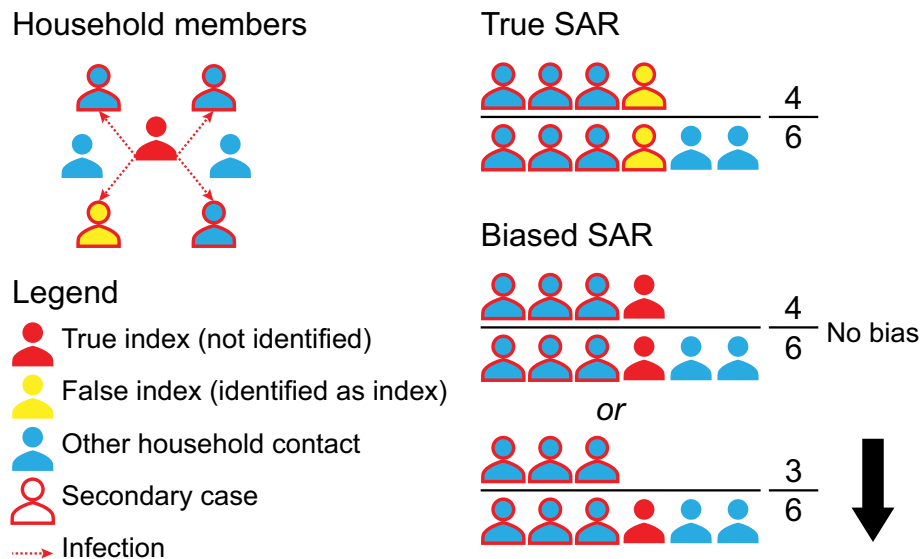 Household members
Legend
True index (not identified)
False index (identified as index)
Other household contact
Secondary case
Infection
True SAR
4
6
Biased SAR
4
6
No bias
or
3
6